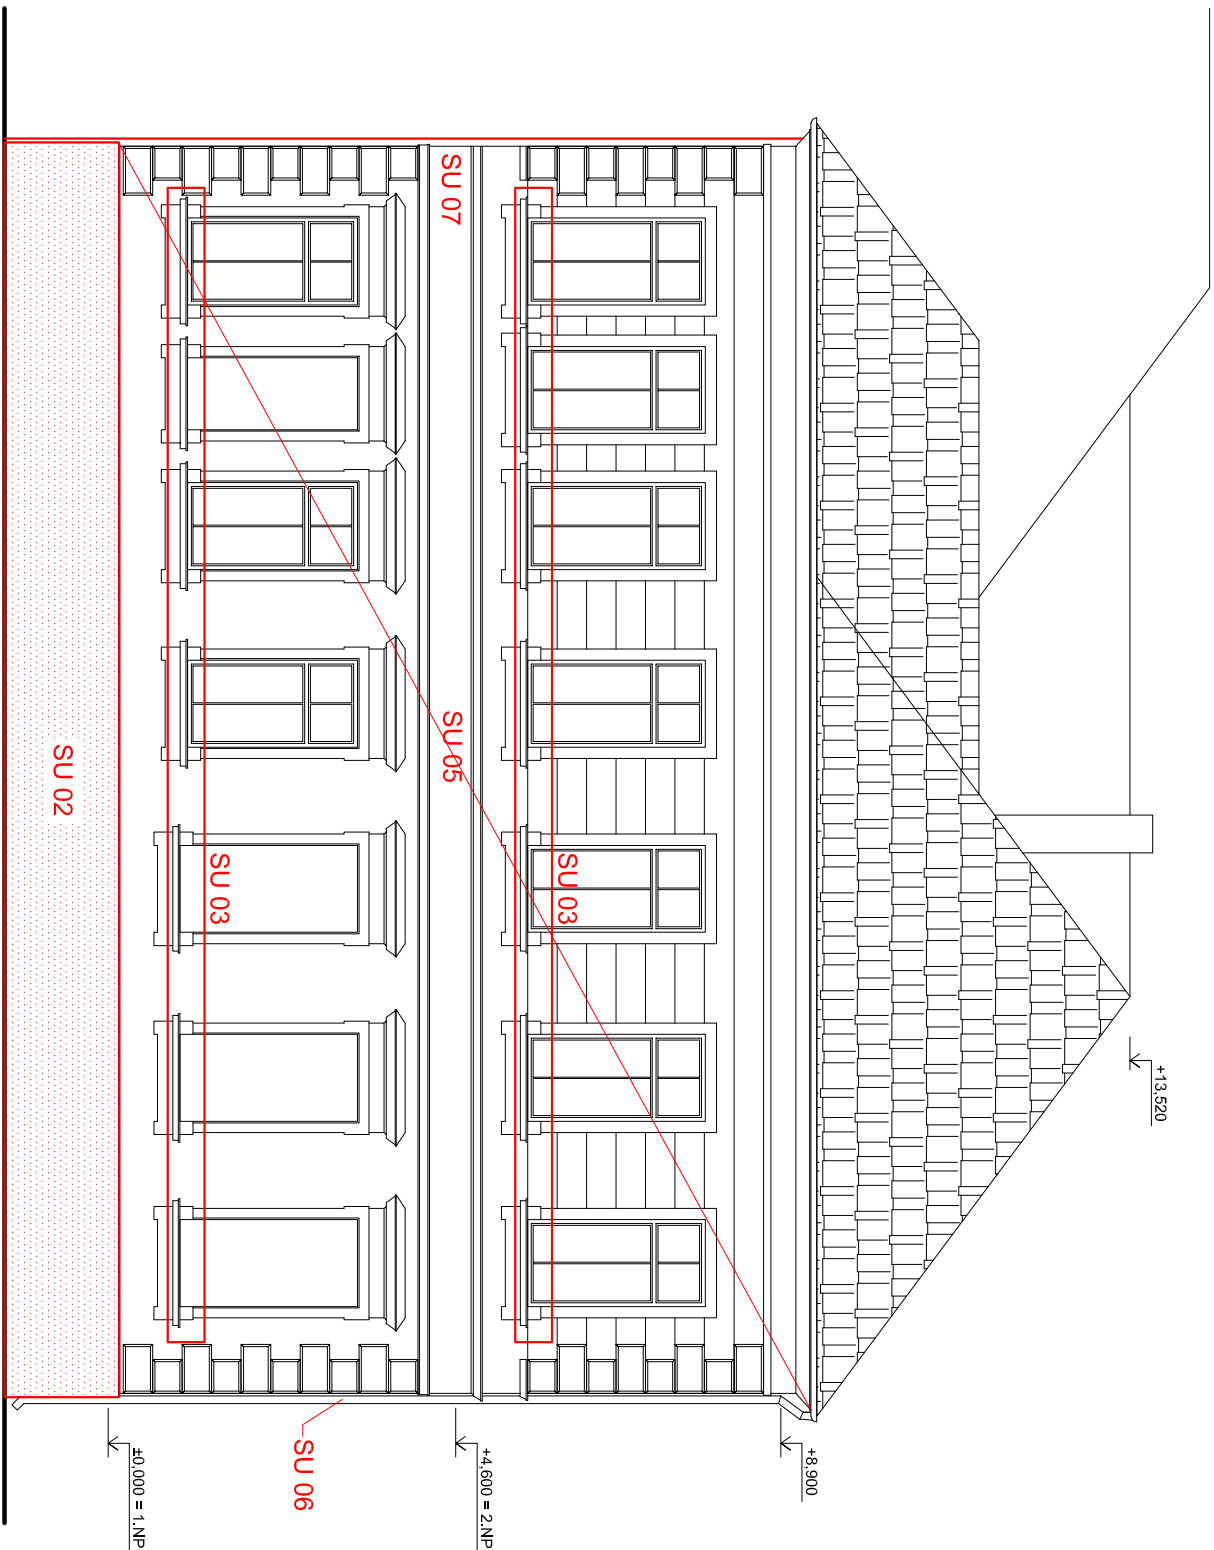 +13,520
+8,900
SU 07
SU 05
+4,600 = 2.NP
SU 03
SU 03
SU 06
±0,000 = 1.NP
SU 02